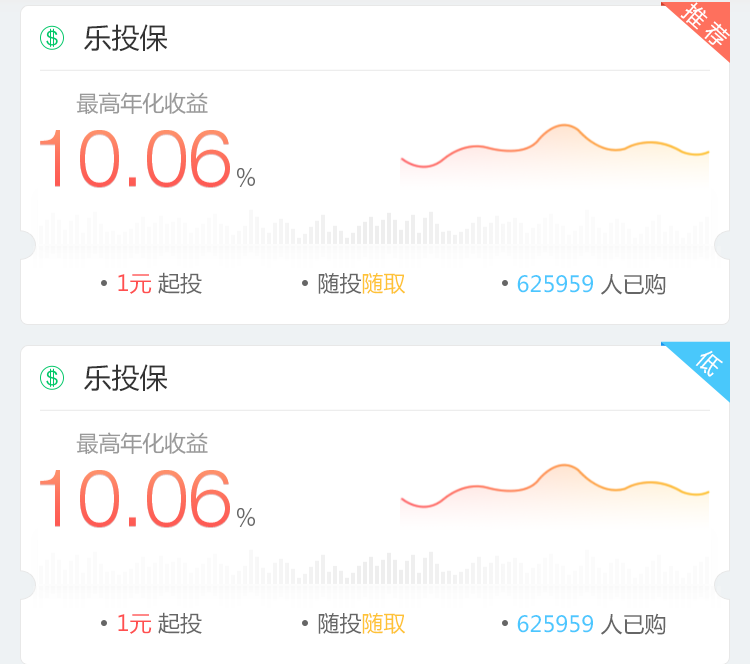 乐投保
推荐
最高年化收益
10.06%
• 1元 起投 • 随投随取 • 625959 人已购
乐投保
低
最高年化收益
10.06%
• 1元 起投 • 随投随取 • 625959 人已购